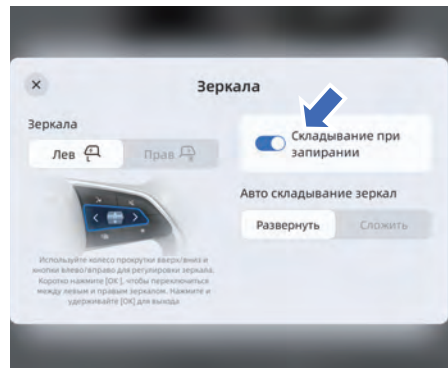 Зеркала
Зеркала
Лев
Прав
Складывание при
запирании
Авто складывание зеркал
Развернуть
Сложить
Используйте колесо прокрутки вверх/вниз и
кнопки влево/вправо для регулировки зеркала.
Коротко нажмите [OK ], чтобы переключиться
между левым и правым зеркалом. Нажмите и
удерживайте [OK] для выхода